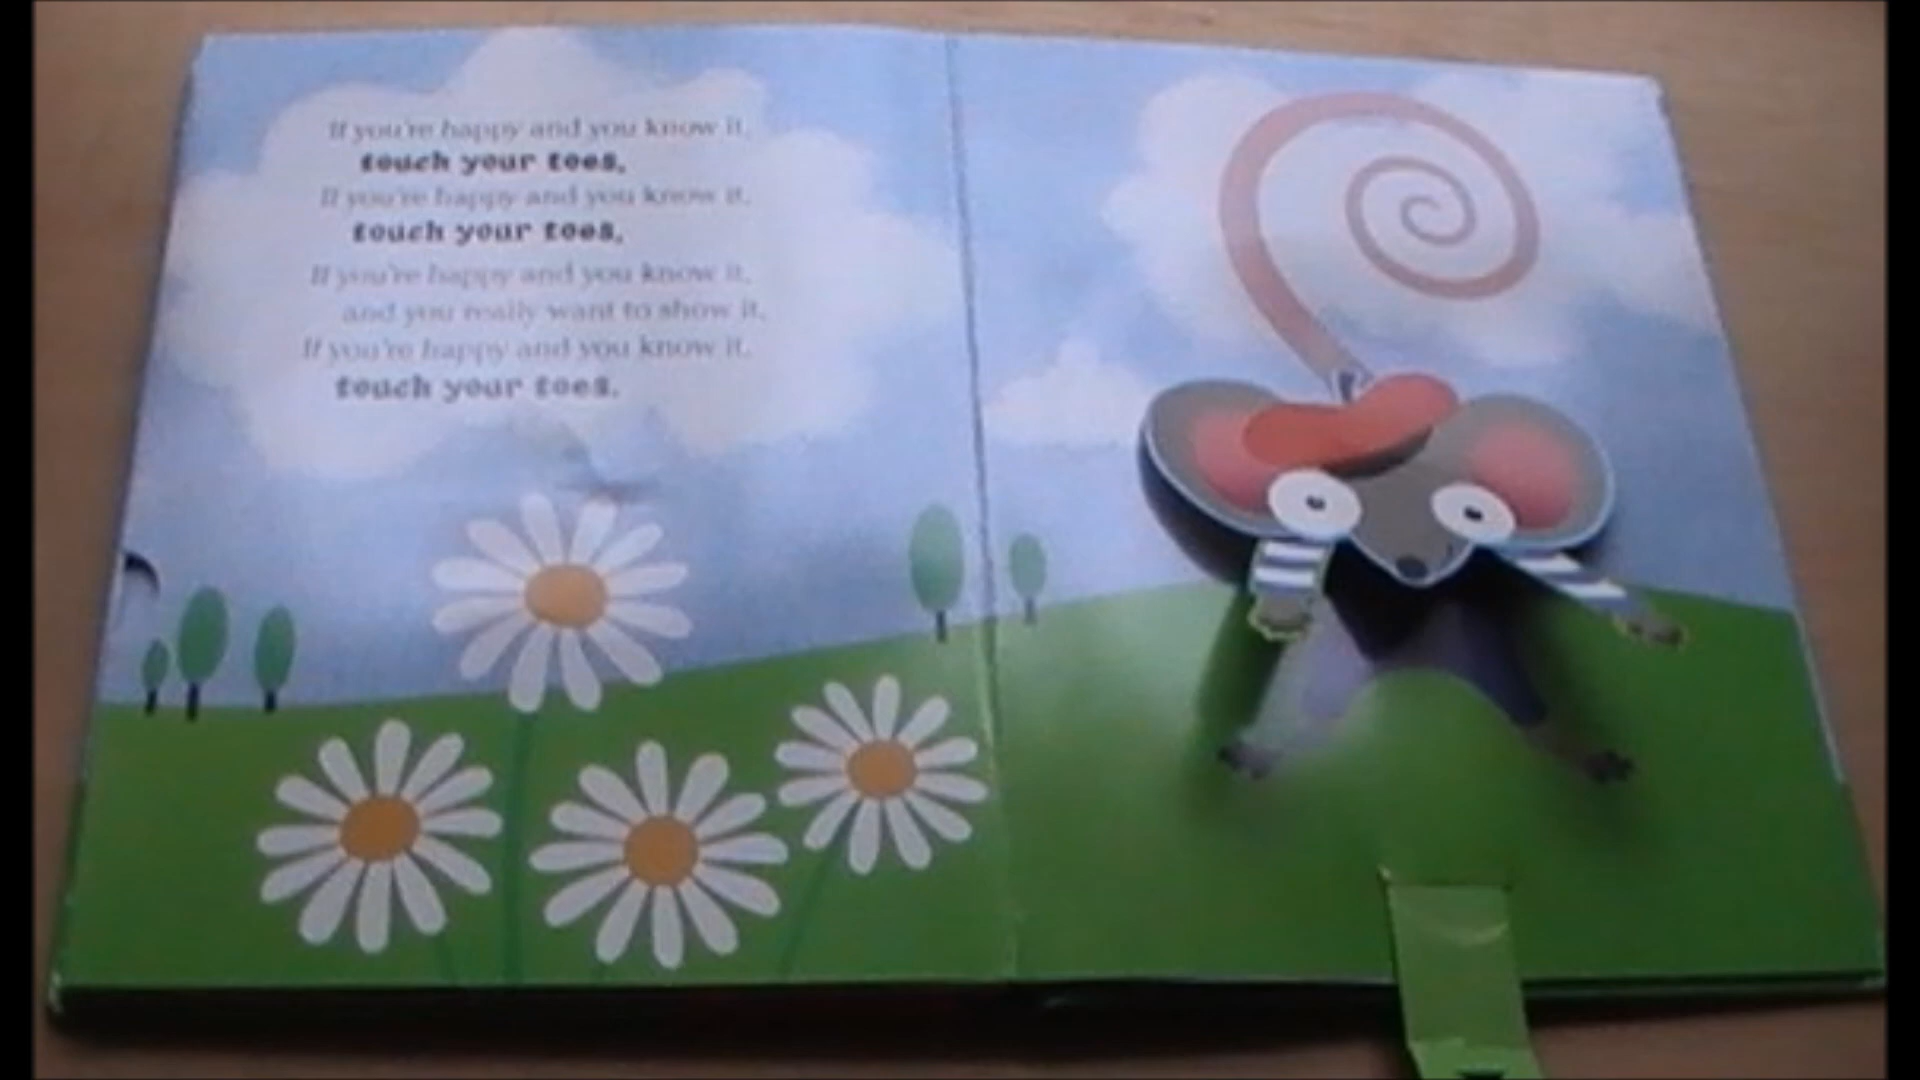 If you're happy and you know it,
touch your toes,
If you're happy and you know it,
touch your toes,
If you're happy and you know it,
and you really want to show it,
If you're happy and you know it,
touch your toes.